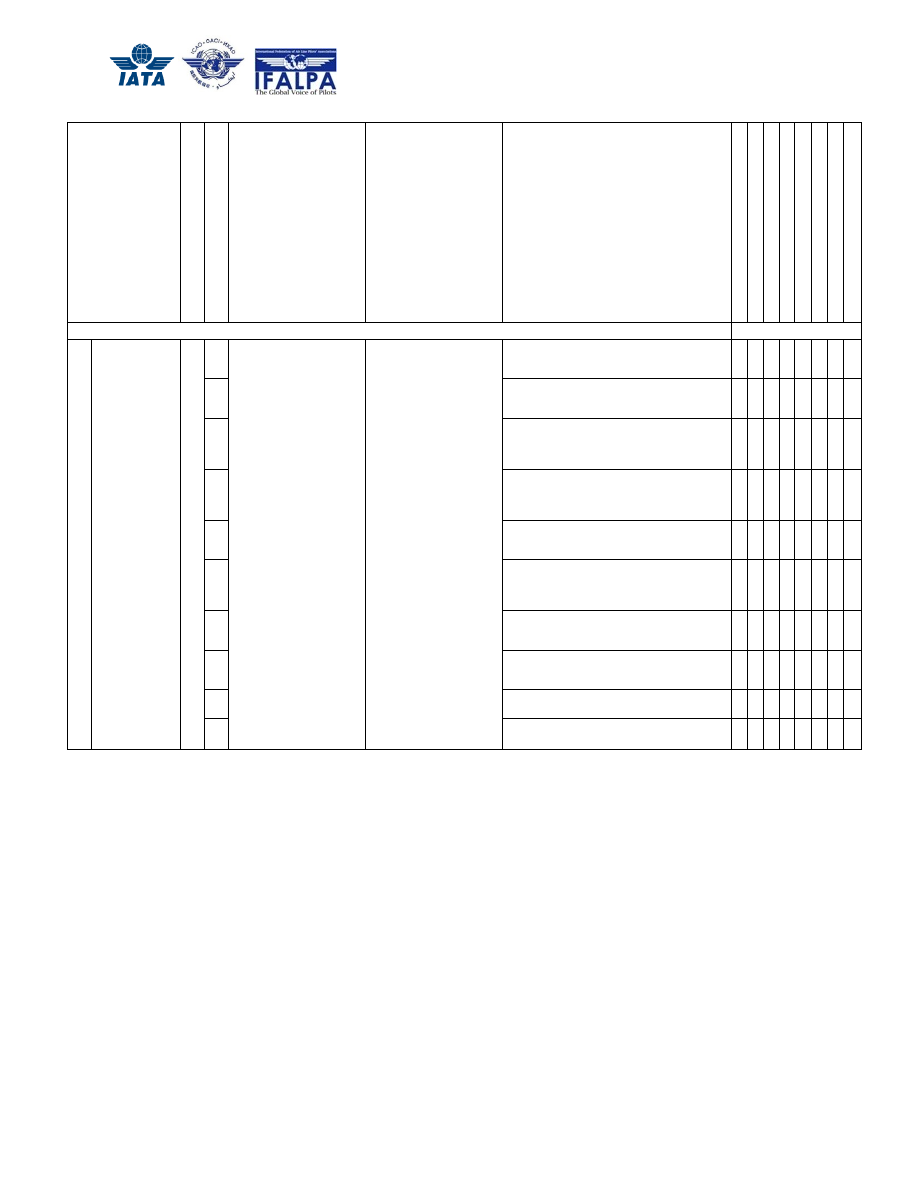 IATA
ICAO · OACI · ИКАО
International Federation of Air Line Pilots' Associations
IFALPA
The Global Voice of Pilots